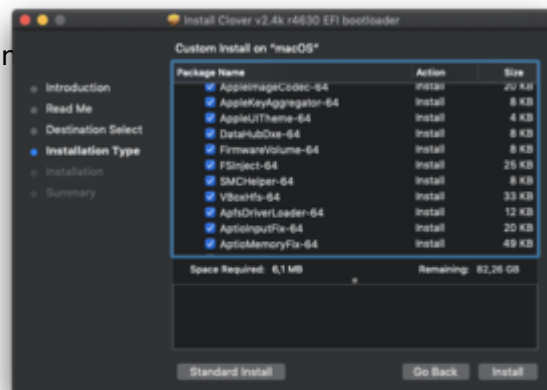 Install Clover v2.4k r4630 EFI bootloader
Custom Install on "macOS"
Introduction
Read Me
Destination Select
Installation Type
Installation
Summary
Package Name Action Size
AppleImageCodec-64 Install 20 KB
AppleKeyAggregator-64 Install 8 KB
AppleUITheme-64 Install 4 KB
DataHubDxe-64 Install 8 KB
FirmwareVolume-64 Install 8 KB
FSInject-64 Install 25 KB
SMCHelper-64 Install 8 KB
VBoxHfs-64 Install 33 KB
ApfsDriverLoader-64 Install 12 KB
AptioInputFix-64 Install 20 KB
AptioMemoryFix-64 Install 49 KB
Space Required: 6,1 MB Remaining: 82,26 GB
Standard Install Go Back Install